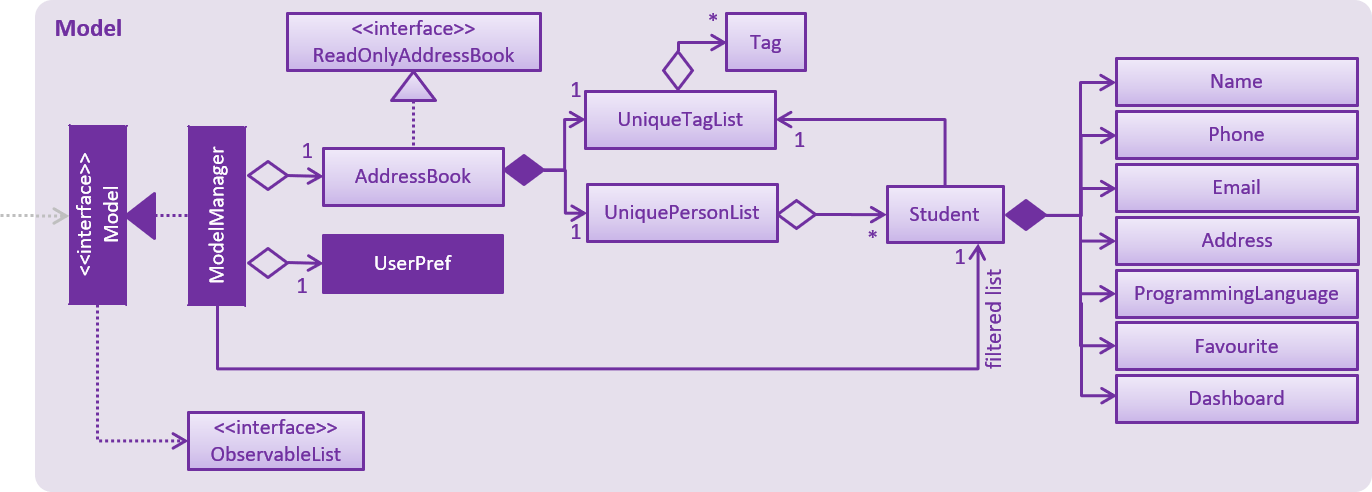 Model
<<interface>>
ReadOnlyAddressBook
*
Tag
1
UniqueTagList
1
<<interface>>
Model
ModelManager
1
AddressBook
1
UniquePersonList
*
Student
1
filtered list
1
UserPref
Name
Phone
Email
Address
ProgrammingLanguage
Favourite
Dashboard
<<interface>>
ObservableList